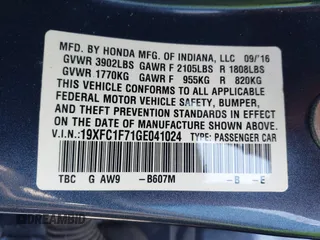 MFD. BY HONDA MFG. OF INDIANA, LLC 09/16
GVWR 3902LBS GAWR F 2105LBS R 1808LBS
GVWR 1770KG GAWR F 955KG R 820KG
THIS VEHICLE CONFORMS TO ALL APPLICABLE
FEDERAL MOTOR VEHICLE SAFETY, BUMPER,
AND THEFT PREVENTION STANDARDS IN EFFECT ON
THE DATE OF MANUFACTURE SHOWN ABOVE.
V.I.N: 19XFC1F71GE041024 TYPE: PASSENGER CAR
TBC G AW9 -B607M -B -E
DREAMBID